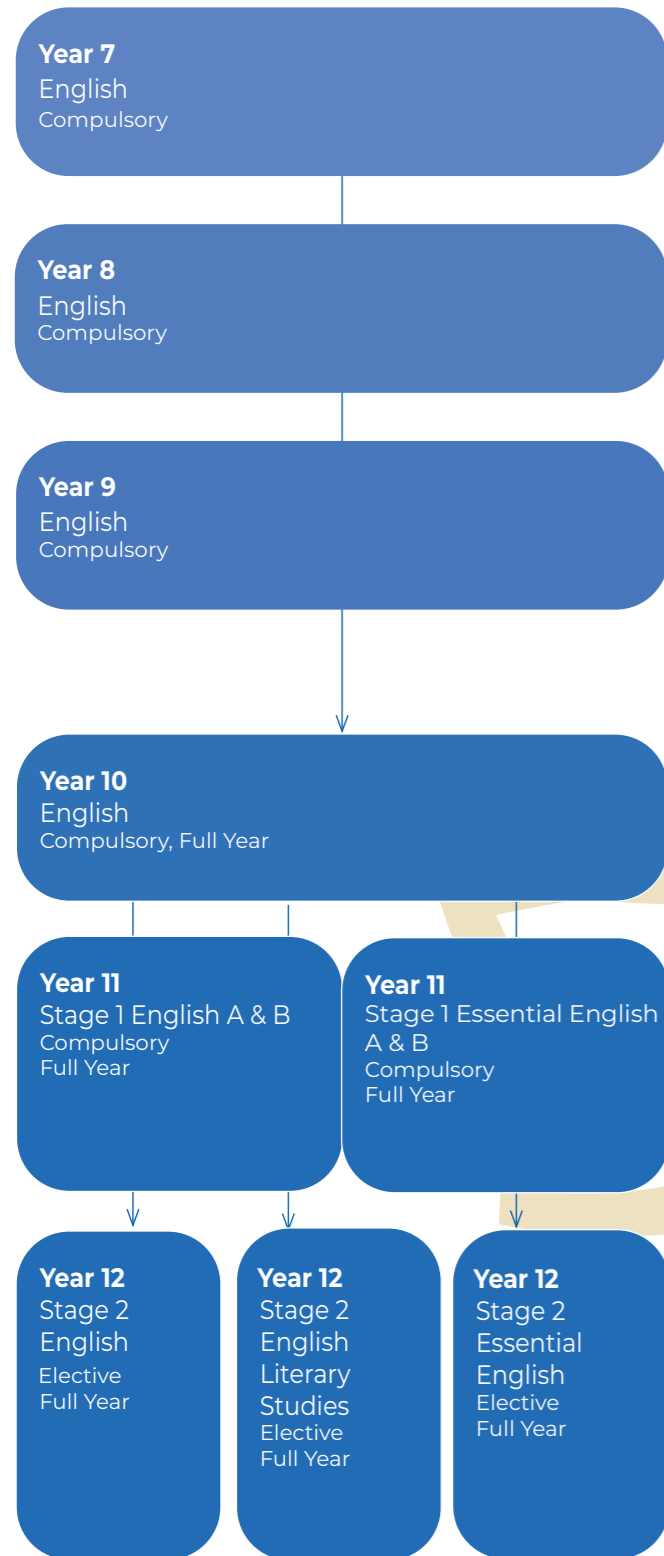 Year 7
English
Compulsory
Year 8
English
Compulsory
Year 9
English
Compulsory
Year 10
English
Compulsory, Full Year
Year 11
Stage 1 English A & B
Compulsory
Full Year
Year 11
Stage 1 Essential English
A & B
Compulsory
Full Year
Year 12
Stage 2
English
Elective
Full Year
Year 12
Stage 2
English
Literary
Studies
Elective
Full Year
Year 12
Stage 2
Essential
English
Elective
Full Year